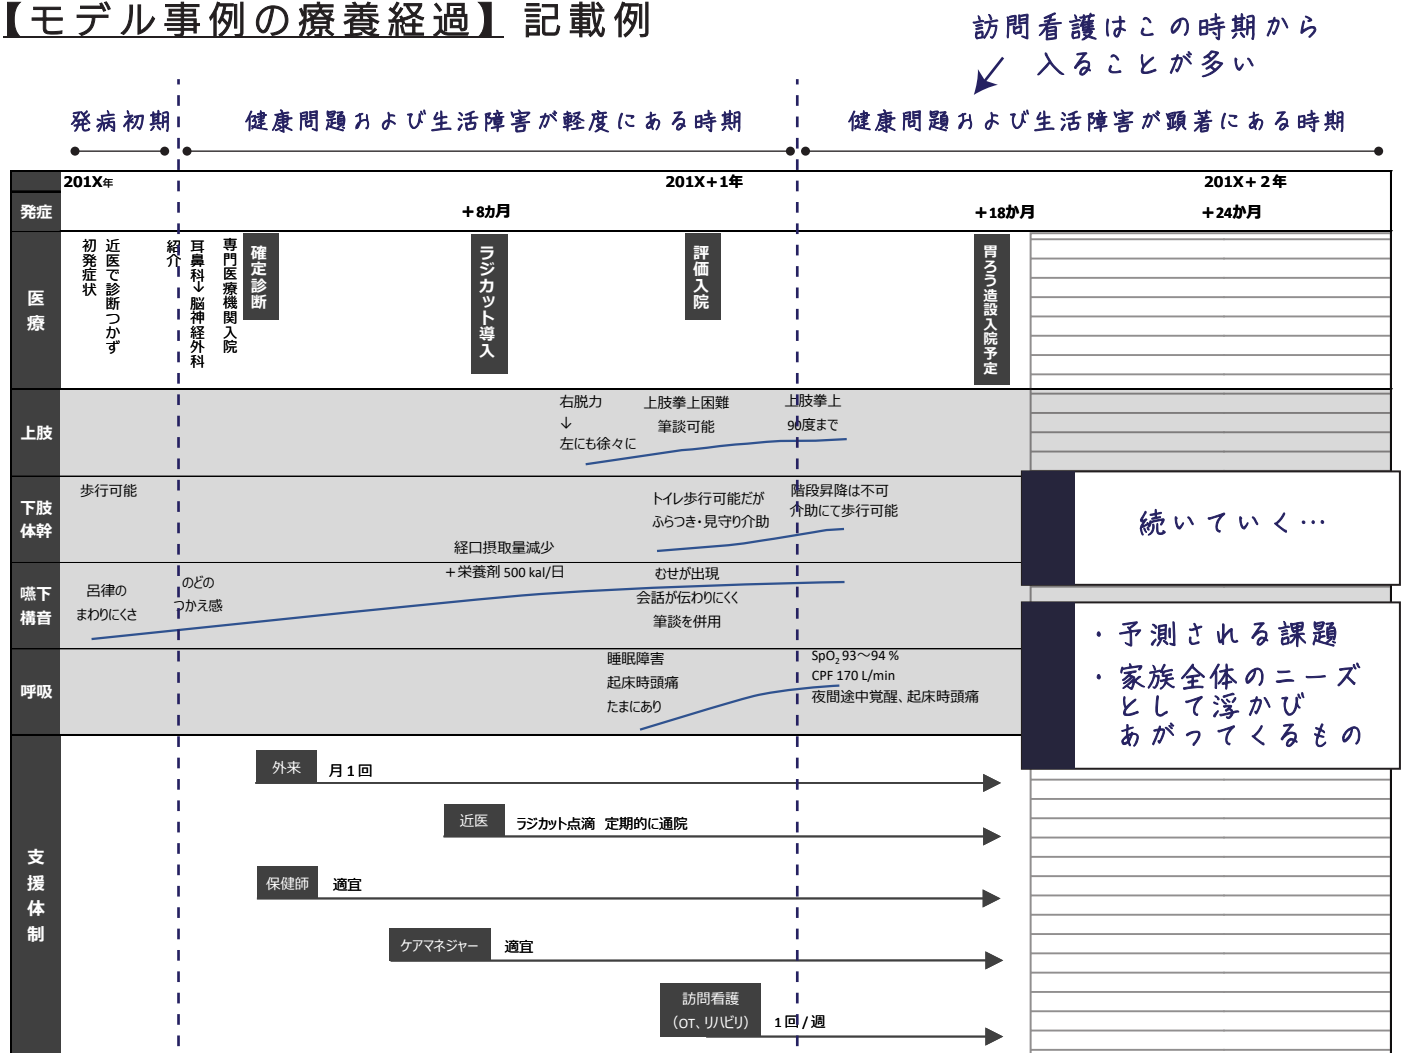 【モデル事例の療養経過】 記載例
訪問看護はこの時期から
入ることが多い
発病初期
健康問題および生活障害が軽度にある時期
健康問題および生活障害が顕著にある時期
201X年
201X+1年
201X+2年
発症
+8カ月
+18か月
+24か月
医療
初発症状
近医で診断つかず
紹介
耳鼻科→脳神経外科
専門医療機関入院
確定診断
ラジカット導入
評価入院
胃ろう造設入院予定
上肢
右脱力
↓
左にも徐々に
上肢拳上困難
筆談可能
上肢拳上
90度まで
下肢
体幹
歩行可能
トイレ歩行可能だが
ふらつき・見守り介助
階段昇降は不可
介助にて歩行可能
続いていく…
嚥下
構音
呂律の
まわりにくさ
のどの
つかえ感
経口摂取量減少
+栄養剤 500 kal/日
むせが出現
会話が伝わりにくく
筆談を併用
呼吸
睡眠障害
起床時頭痛
たまにあり
SpO₂ 93～94 %
CPF 170 L/min
夜間途中覚醒、起床時頭痛
・予測される課題
・家族全体のニーズ
として浮かび
あがってくるもの
支援体制
外来 月1回
近医 ラジカット点滴 定期的に通院
保健師 適宜
ケアマネジャー 適宜
訪問看護
（OT、リハビリ） 1回/週